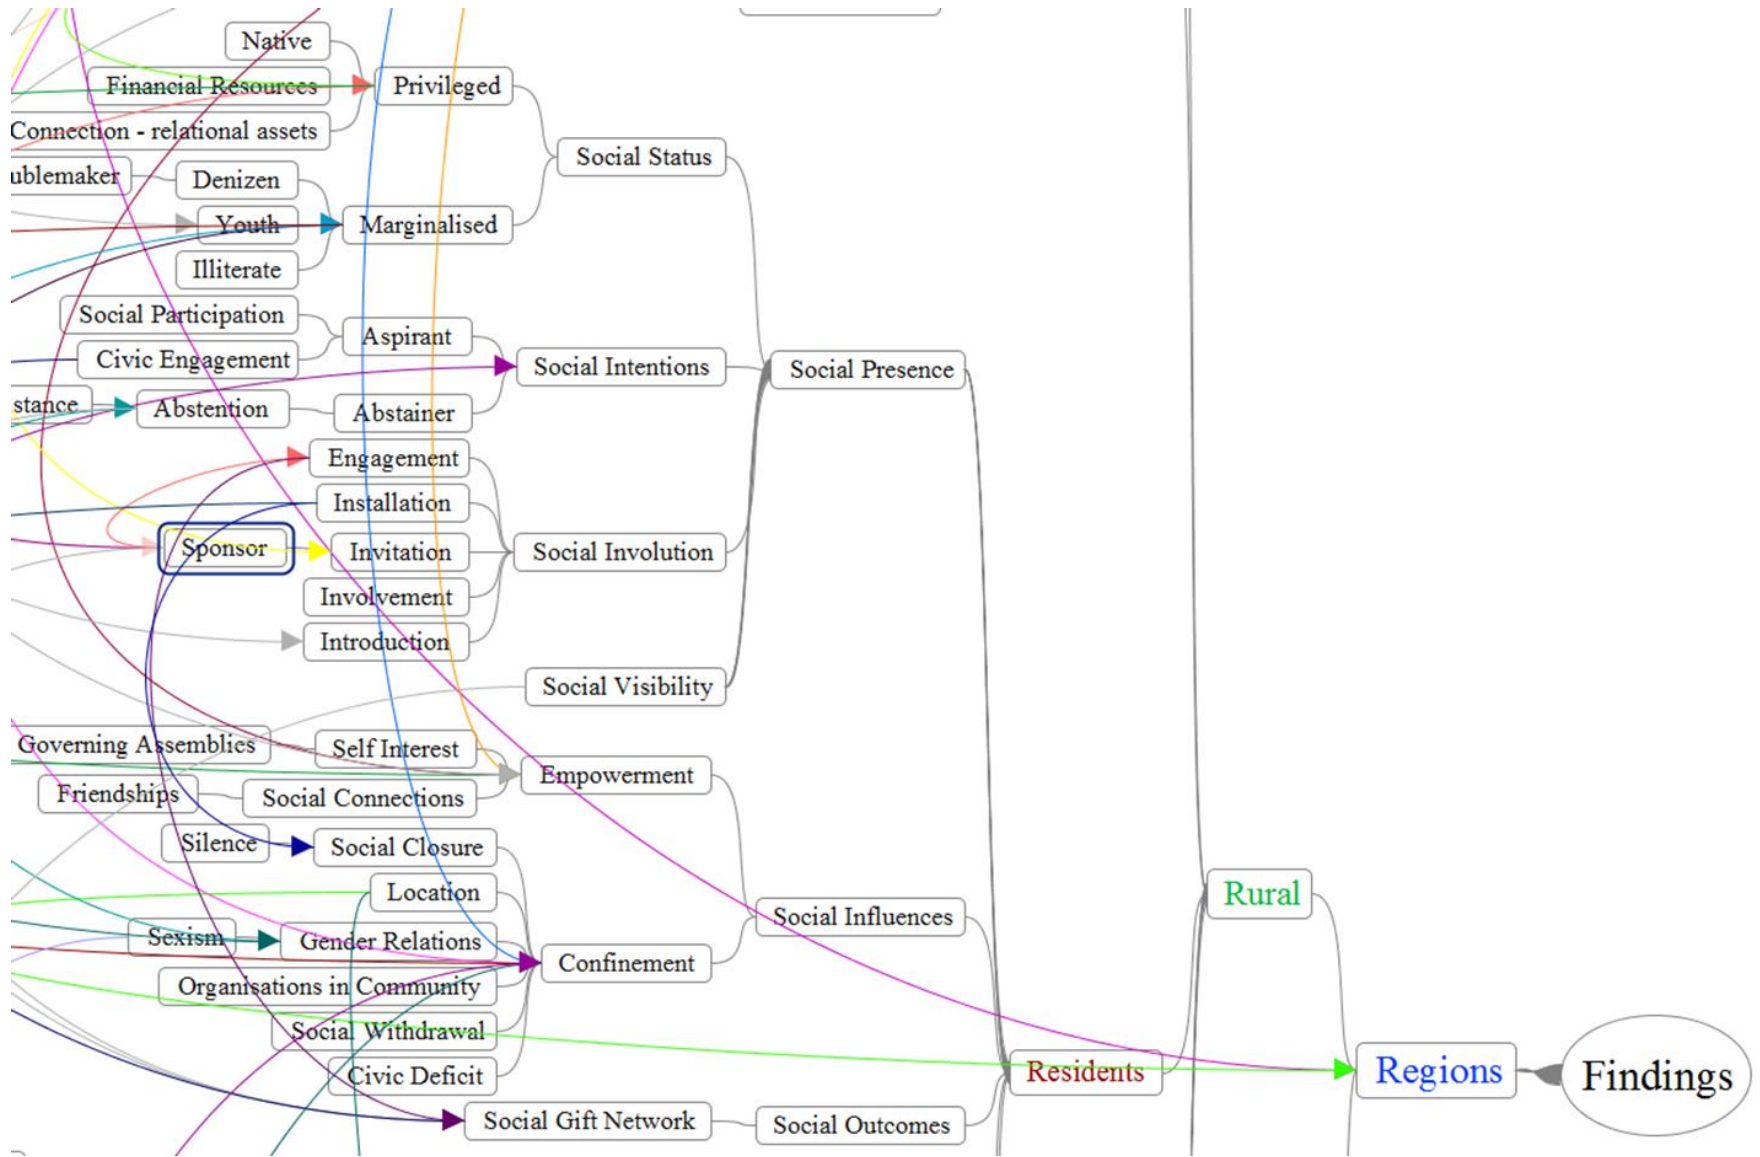 Native
Financial Resources
Privileged
Connection - relational assets
Social Status
ublemaker
Denizen
Youth
Marginalised
Illiterate
Social Participation
Aspirant
Civic Engagement
Social Intentions
Social Presence
stance
Abstention
Abstainer
Engagement
Installation
Sponsor
Invitation
Social Involution
Involvement
Introduction
Social Visibility
Governing Assemblies
Self Interest
Empowerment
Friendships
Social Connections
Silence
Social Closure
Location
Rural
Social Influences
Sexism
Gender Relations
Confinement
Organisations in Community
Social Withdrawal
Civic Deficit
Residents
Regions
Findings
Social Gift Network
Social Outcomes